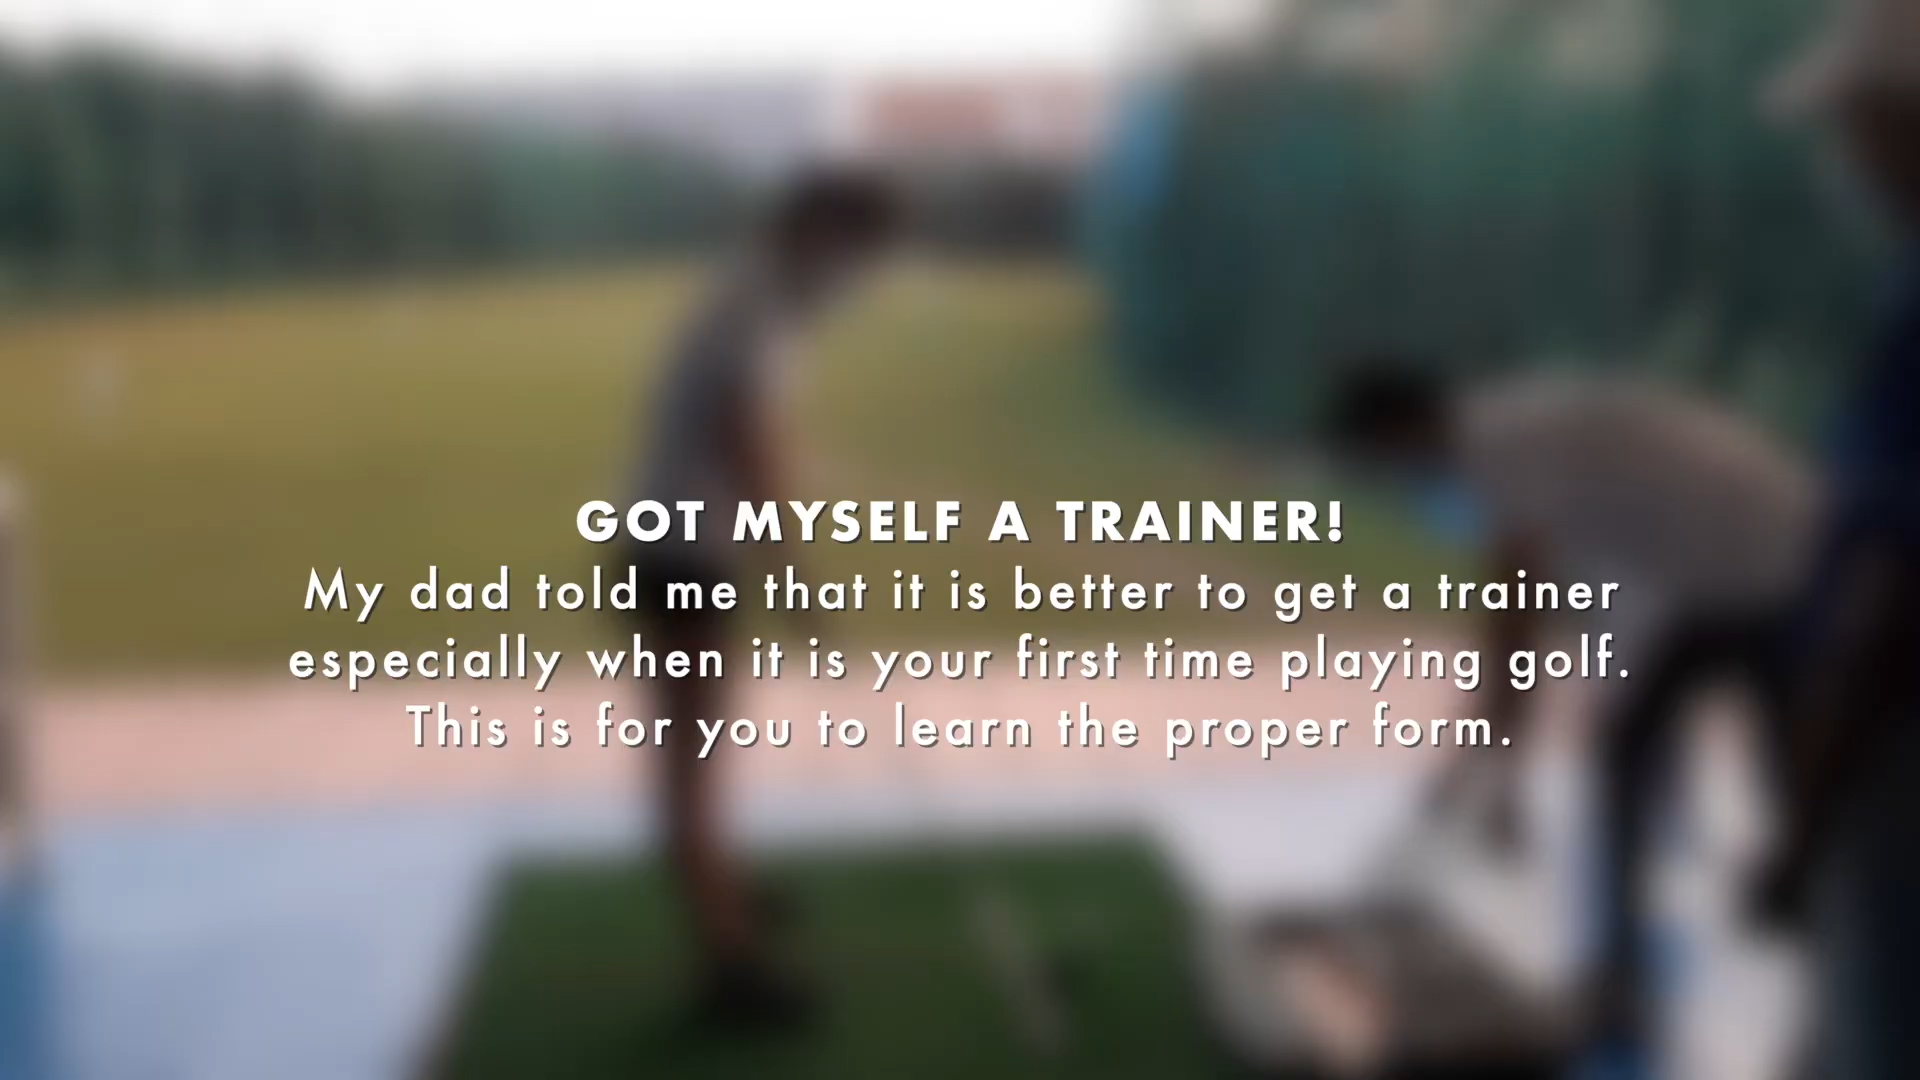 GOT MYSELF A TRAINER!
My dad told me that it is better to get a trainer
especially when it is your first time playing golf.
This is for you to learn the proper form.